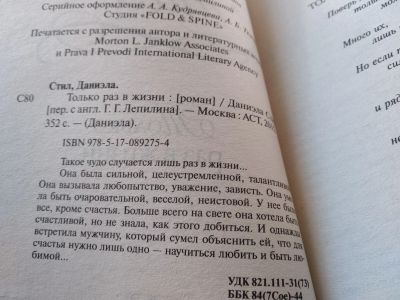 Серийное оформление А. А. Кудрявцева, А. Б.
Студия «FOLD & SPINE»
Печатается с разрешения автора и литературных
Morton L. Janklow Associates
и Prava I Prevodi International Literary Agency
Стил, Даниэла.
С80 Только раз в жизни : [роман] / Даниэла
[пер. с англ. Г. Г. Лепилина]. — Москва : АСТ,
352 с. — (Даниэла).
ISBN 978-5-17-089275-4
Такое чудо случается лишь раз в жизни...
Она была сильной, целеустремленной,
Она вызывала любопытство, уважение, зависть. Она
ла быть очаровательной, веселой, неистовой. У нее
все, кроме счастья. Больше всего на свете она хотела
счастливой, но не знала, как этого добиться. И однажды
встретила мужчину, который сумел объяснить ей, что для
счастья нужно лишь одно — научиться любить и быть лю-
бимой...
УДК 821.111-31(73)
ББК 84(7Сое)-44
Поверь
Много их,
лишь
Но если
и